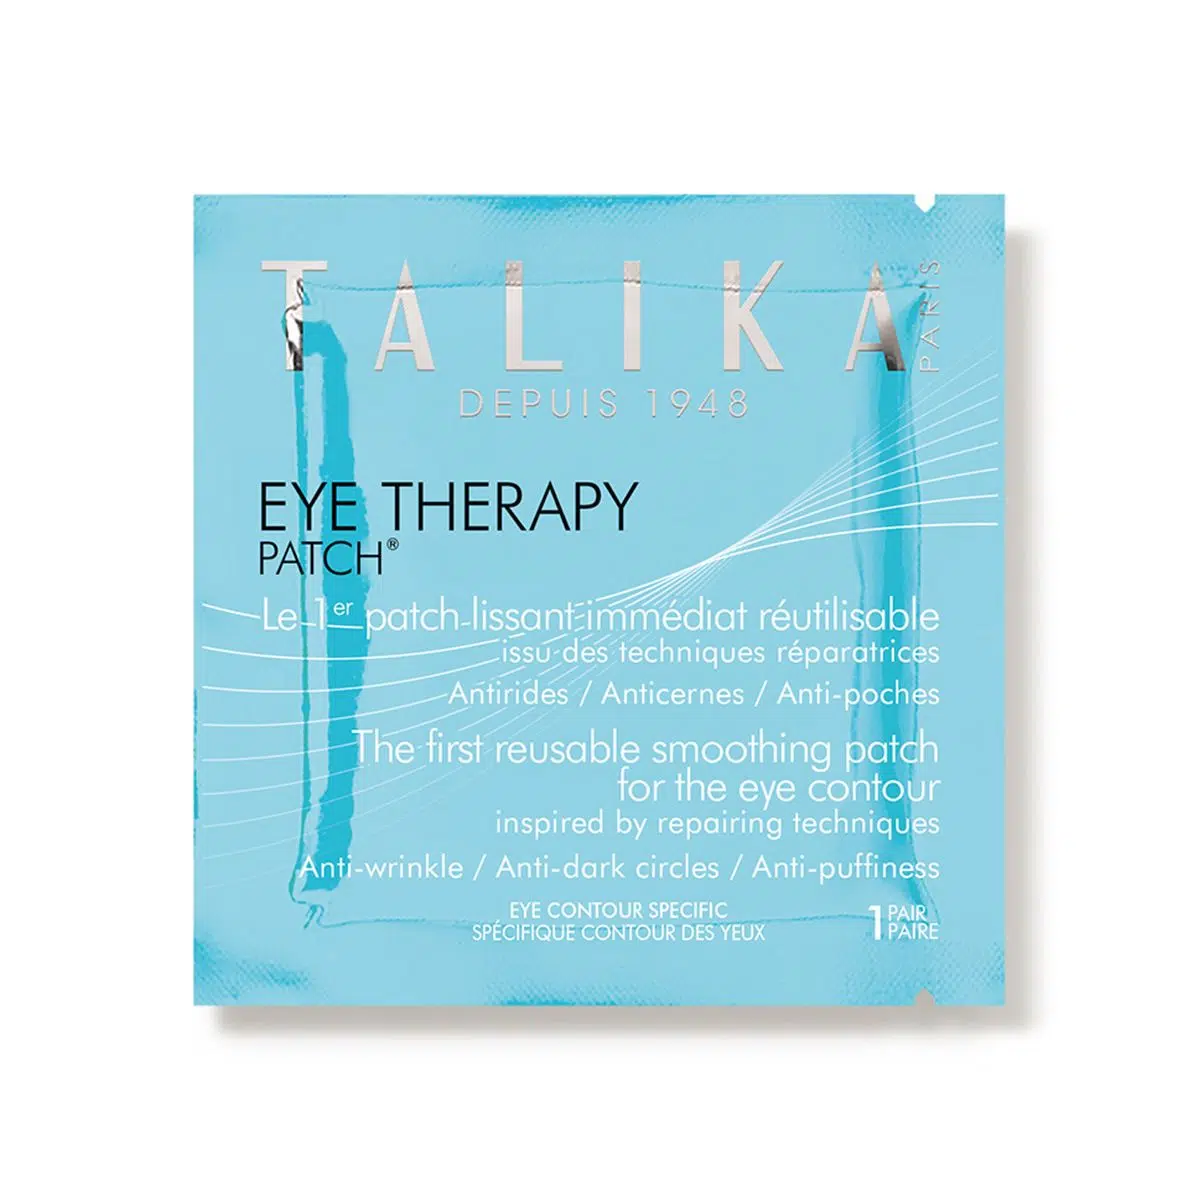 TALIKA PARIS
DEPUIS 1948
EYE THERAPY
PATCH®
Le 1er patch lissant immédiat réutilisable
issu des techniques réparatrices
Antirides / Anticernes / Anti-poches
The first reusable smoothing patch
for the eye contour
inspired by repairing techniques
Anti-wrinkle / Anti-dark circles / Anti-puffiness
EYE CONTOUR SPECIFIC
SPÉCIFIQUE CONTOUR DES YEUX
1 PAIR
PAIRE